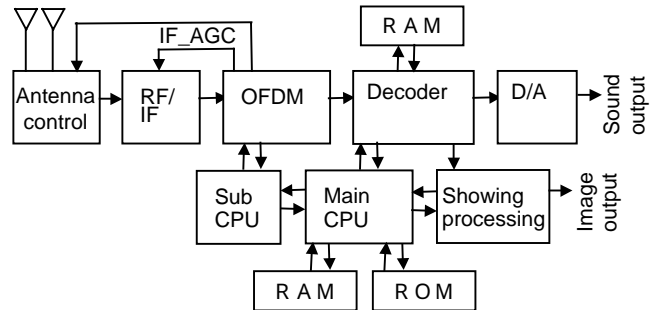 R A M
IF_AGC
Antenna
control
RF/
IF
OFDM
Decoder
D/A
Sound
output
Sub
CPU
Main
CPU
Showing
processing
Image
output
R A M
R O M